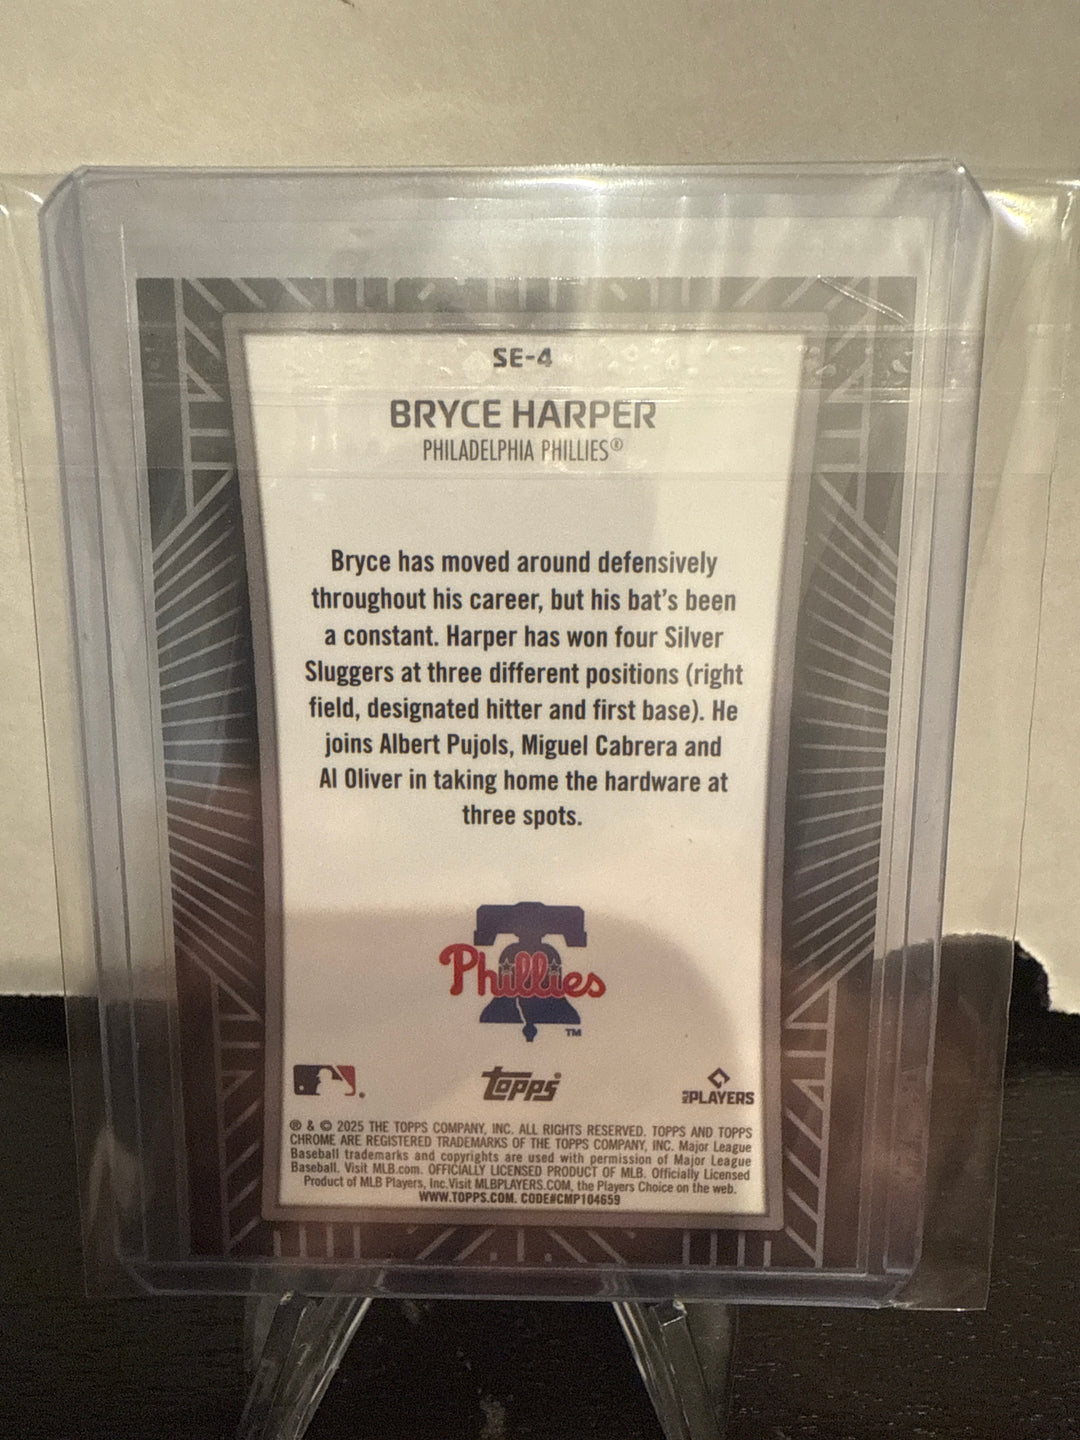 SE-4
BRYCE HARPER
PHILADELPHIA PHILLIES®
Bryce has moved around defensively
throughout his career, but his bat's been
a constant. Harper has won four Silver
Sluggers at three different positions (right
field, designated hitter and first base). He
joins Albert Pujols, Miguel Cabrera and
Al Oliver in taking home the hardware at
three spots.
Phillies
TM
Topps
MLB PLAYERS
® & © 2025 THE TOPPS COMPANY, INC. ALL RIGHTS RESERVED. TOPPS AND TOPPS
CHROME ARE REGISTERED TRADEMARKS OF THE TOPPS COMPANY, INC. Major League
Baseball trademarks and copyrights are used with permission of Major League
Baseball. Visit MLB.com. OFFICIALLY LICENSED PRODUCT OF MLB. Officially Licensed
Product of MLB Players, Inc.Visit MLBPLAYERS.COM, the Players Choice on the web.
WWW.TOPPS.COM. CODE#CMP104659